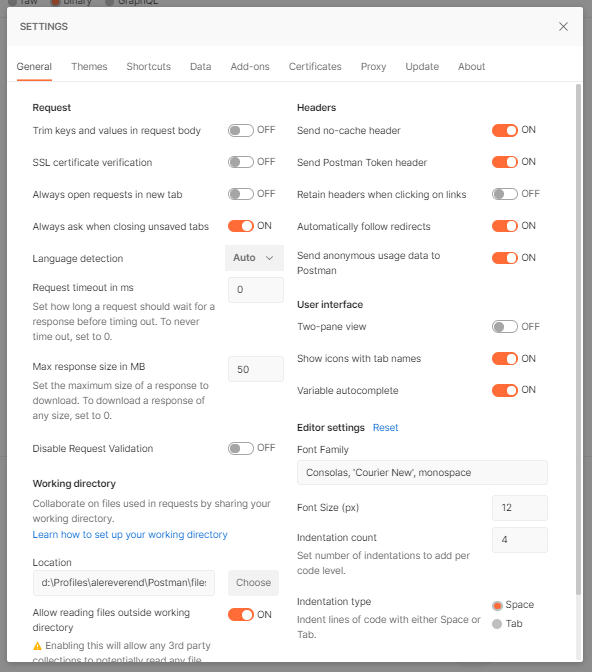 raw binary GraphQL
SETTINGS
General Themes Shortcuts Data Add-ons Certificates Proxy Update About
Request
Trim keys and values in request body OFF
SSL certificate verification OFF
Always open requests in new tab OFF
Always ask when closing unsaved tabs ON
Language detection Auto
Request timeout in ms 0
Set how long a request should wait for a
response before timing out. To never
time out, set to 0.
Max response size in MB 50
Set the maximum size of a response to
download. To download a response of
any size, set to 0.
Disable Request Validation OFF
Working directory
Collaborate on files used in requests by sharing your
working directory.
Learn how to set up your working directory
Location
d:\Profiles\alereverend\Postman\files Choose
Allow reading files outside working
directory ON
Enabling this will allow any 3rd party
collections to potentially read any file
Headers
Send no-cache header ON
Send Postman Token header ON
Retain headers when clicking on links OFF
Automatically follow redirects ON
Send anonymous usage data to
Postman ON
User interface
Two-pane view OFF
Show icons with tab names ON
Variable autocomplete ON
Editor settings Reset
Font Family
Consolas, 'Courier New', monospace
Font Size (px) 12
Indentation count 4
Set number of indentations to add per
code level.
Indentation type Space
Indent lines of code with either Space or
Tab. Tab